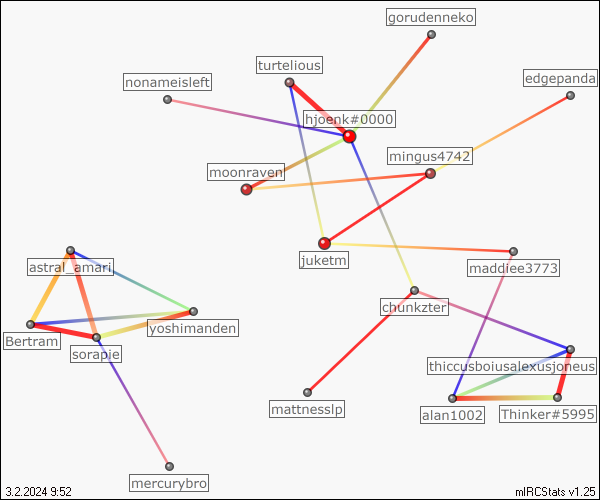 gorudenneko
turtelious
edgepanda
nonameisleft
hjoenk#0000
mingus4742
moonraven
juketm
maddiee3773
astral_amari
chunkzter
yoshimanden
Bertram
sorapie
thiccusboiusalexusjoneus
mattnesslp
alan1002
Thinker#5995
mercurybro
3.2.2024 9:52
mIRCStats v1.25